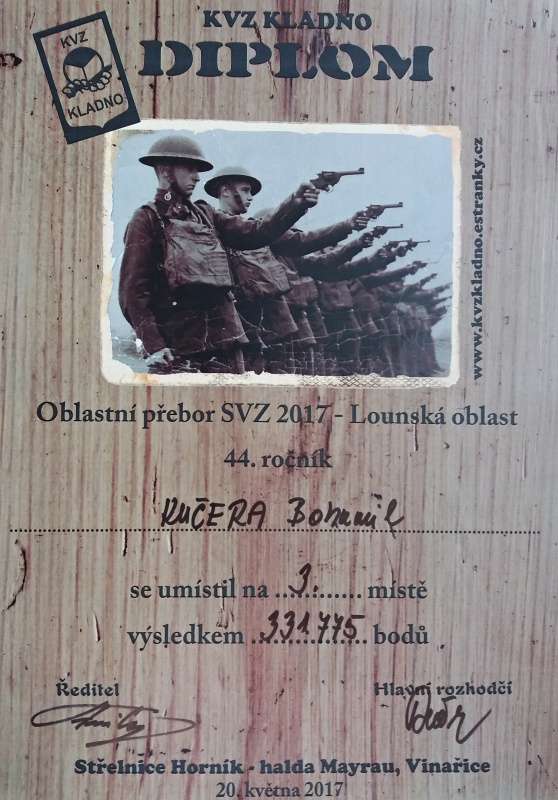 KVZ KLADNO
DIPLOM
KVZ
KLADNO
www.kvzkladno.estranky.cz
Oblastní přebor SVZ 2017 - Lounská oblast
44. ročník
KUČERA Bohumil
se umístil na ..3....... místě
výsledkem ..331.775.. bodů
Ředitel
Hlavní rozhodčí
Střelnice Horník - halda Mayrau, Vinařice
20. května 2017